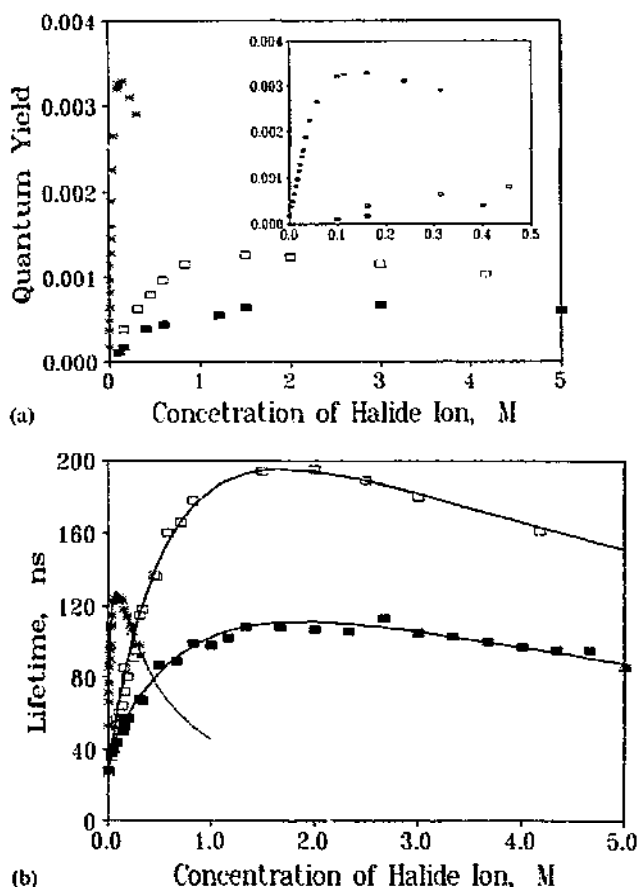 0.004
0.003
0.002
0.001
0.000
Quantum Yield
0.004
0.003
0.002
0.001
0.000
0.0 0.1 0.2 0.3 0.4 0.5
0 1 2 3 4 5
(a) Concetration of Halide Ion, M
200
160
120
80
40
0
Lifetime, ns
0.0 1.0 2.0 3.0 4.0 5.0
(b) Concentration of Halide Ion, M